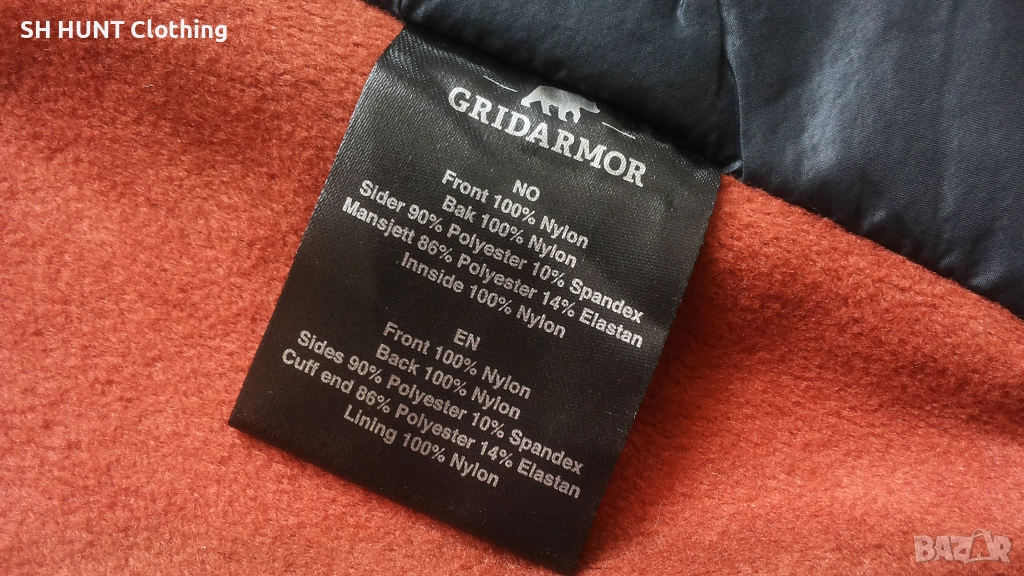 SH HUNT Clothing
GRIDARMOR
NO
Front 100% Nylon
Bak 100% Nylon
Sider 90% Polyester 10% Spandex
Mansjett 86% Polyester 14% Elastan
Innside 100% Nylon
EN
Front 100% Nylon
Back 100% Nylon
Sides 90% Polyester 10% Spandex
Cuff end 86% Polyester 14% Elastan
Lining 100% Nylon
BAZAR